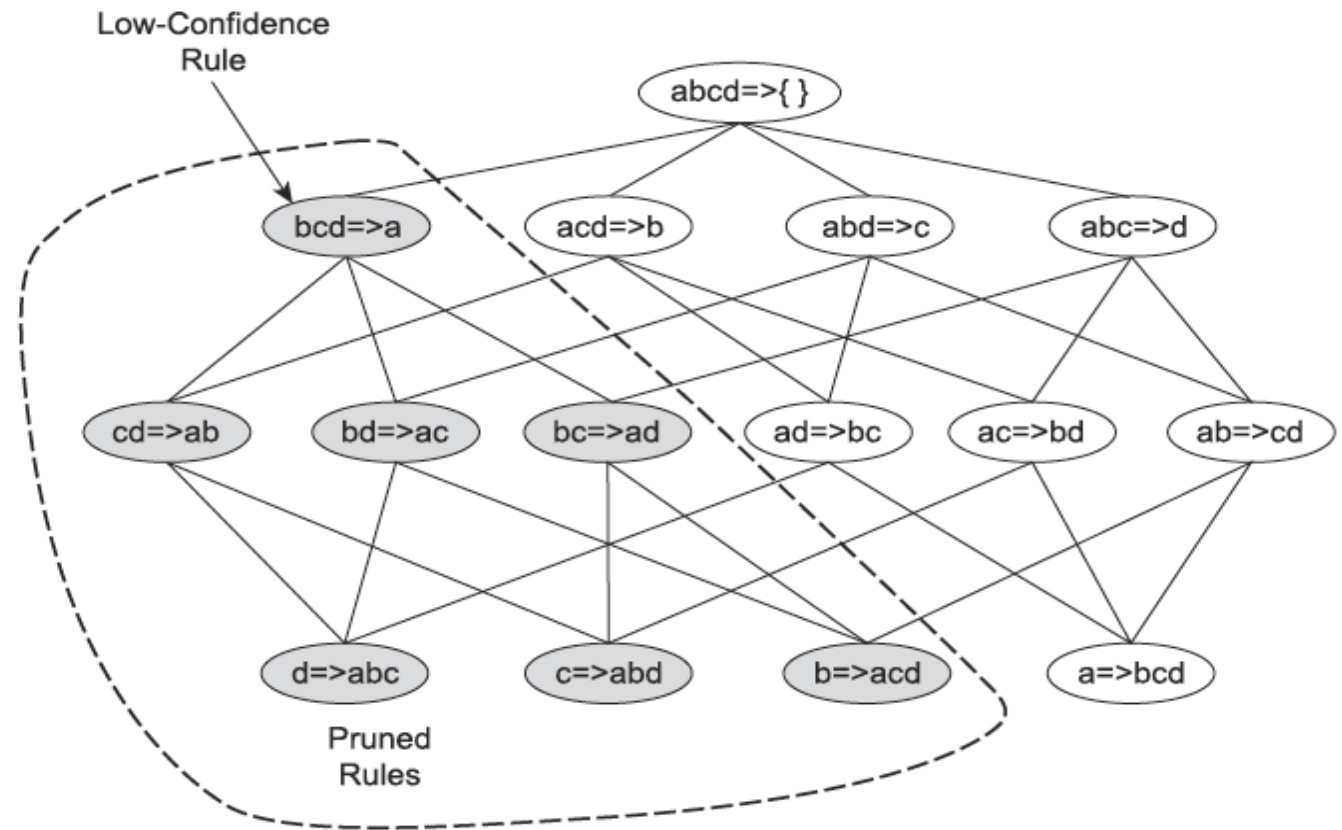 Low-Confidence
Rule
abcd=>{ }
bcd=>a
acd=>b
abd=>c
abc=>d
cd=>ab
bd=>ac
bc=>ad
ad=>bc
ac=>bd
ab=>cd
d=>abc
c=>abd
b=>acd
a=>bcd
Pruned
Rules